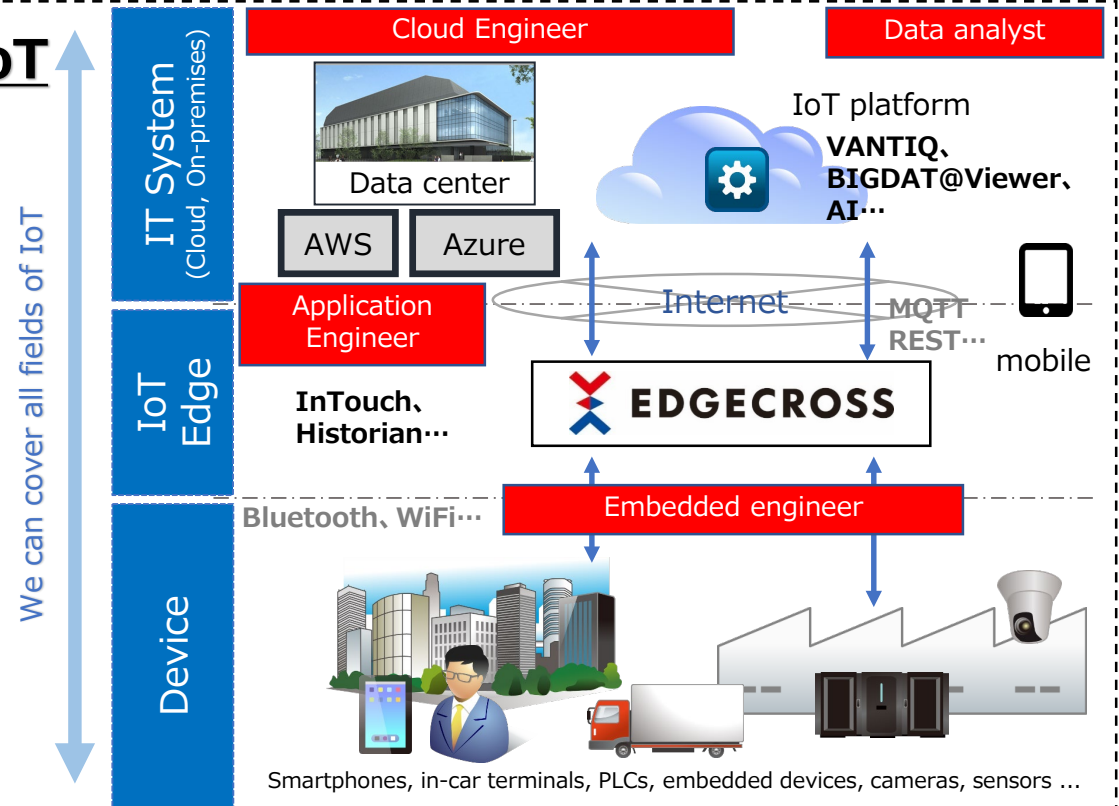 oT
We can cover all fields of IoT
IT System
(Cloud, On-premises)
Cloud Engineer
Data analyst
Data center
AWS
Azure
IoT platform
VANTIQ、
BIGDAT@Viewer、
AI…
Internet
MQTT
REST…
mobile
IoT
Edge
Application
Engineer
InTouch、
Historian…
EDGECROSS
Device
Bluetooth、WiFi…
Embedded engineer
Smartphones, in-car terminals, PLCs, embedded devices, cameras, sensors ...